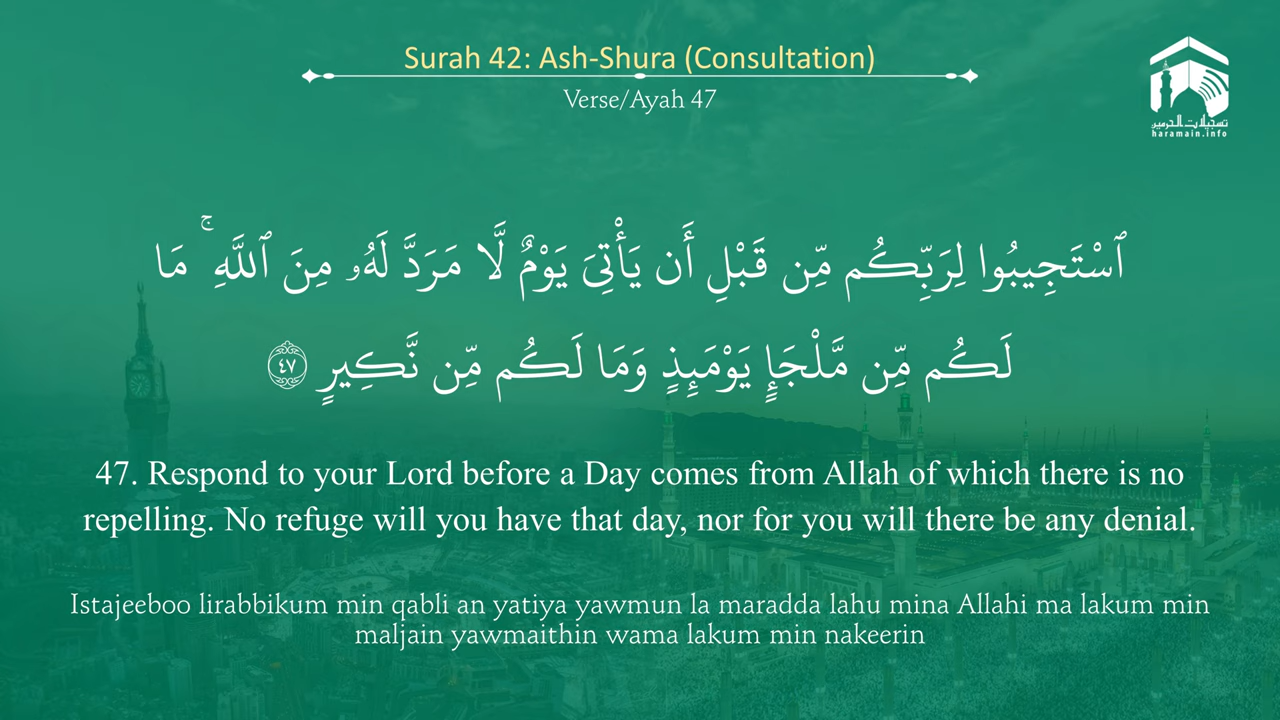 Surah 42: Ash-Shura (Consultation)
Verse/Ayah 47
تسجيلات الحرمين
haramain.info
ٱسْتَجِيبُوا لِرَبِّكُم مِّن قَبْلِ أَن يَأْتِىَ يَوْمٌ لَّا مَرَدَّ لَهُۥ مِنَ ٱللَّهِ ۚ مَا
لَكُم مِّن مَّلْجَإٍ يَوْمَئِذٍ وَمَا لَكُم مِّن نَّكِيرٍ ٤٧
47. Respond to your Lord before a Day comes from Allah of which there is no
repelling. No refuge will you have that day, nor for you will there be any denial.
Istajeeboo lirabbikum min qabli an yatiya yawmun la maradda lahu mina Allahi ma lakum min
maljain yawmaithin wama lakum min nakeerin